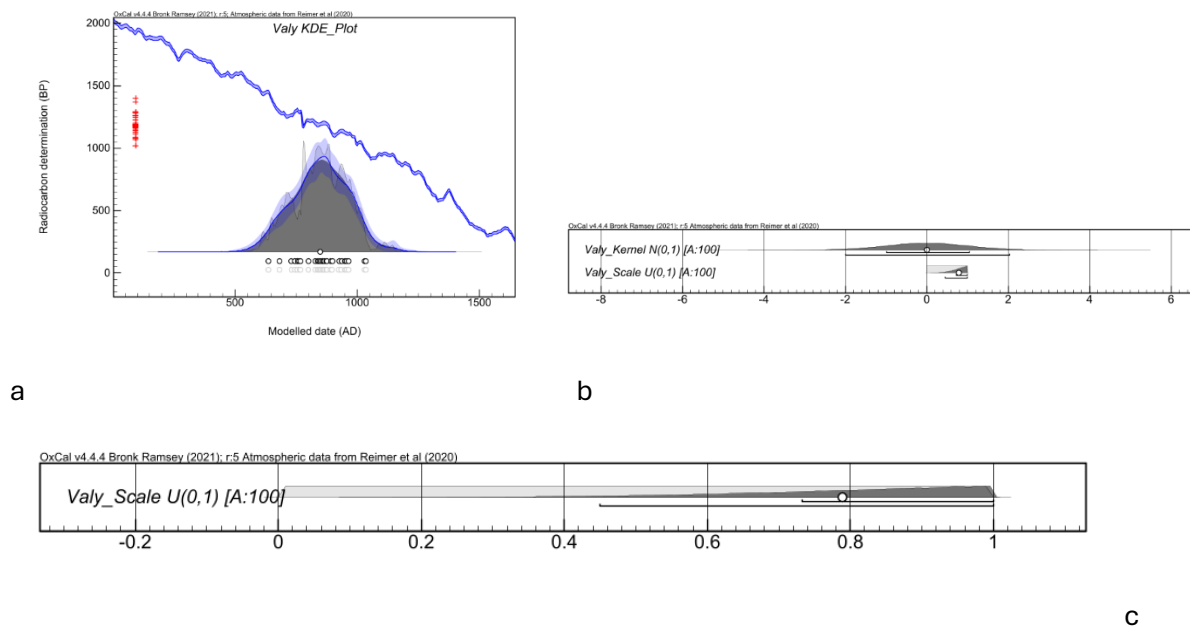 OxCal v4.4.4 Bronk Ramsey (2021); r:5; Atmospheric data from Reimer et al (2020)
Valy KDE_Plot
Radiocarbon determination (BP)
2000
1500
1000
500
0
500 1000 1500
Modelled date (AD)
a
OxCal v4.4.4 Bronk Ramsey (2021); r:5 Atmospheric data from Reimer et al (2020)
Valy_Kernel N(0,1) [A:100]
Valy_Scale U(0,1) [A:100]
-8 -6 -4 -2 0 2 4 6
b
OxCal v4.4.4 Bronk Ramsey (2021); r:5 Atmospheric data from Reimer et al (2020)
Valy_Scale U(0,1) [A:100]
-0.2 0 0.2 0.4 0.6 0.8 1
c